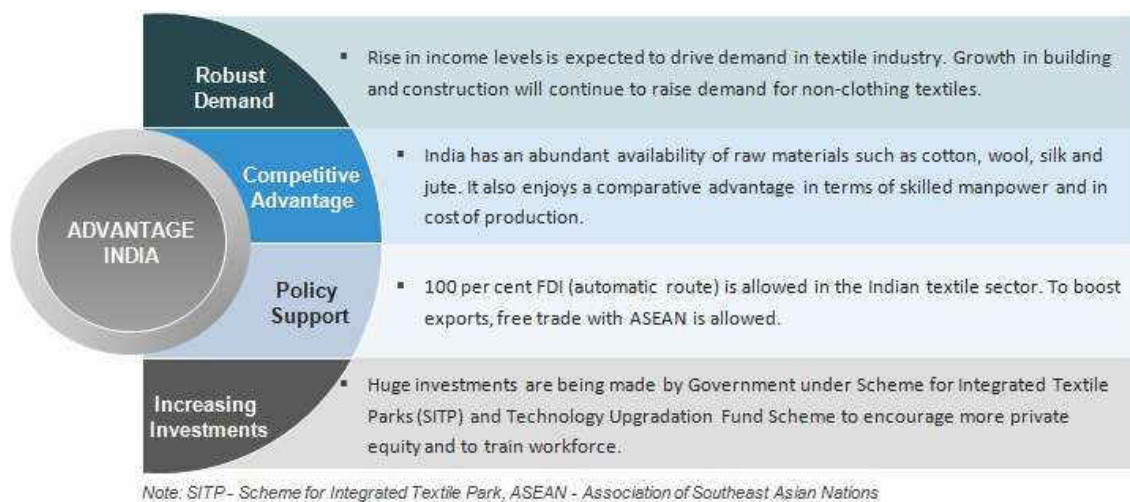 Robust
Demand
▪ Rise in income levels is expected to drive demand in textile industry. Growth in building
and construction will continue to raise demand for non-clothing textiles.
Competitive
Advantage
▪ India has an abundant availability of raw materials such as cotton, wool, silk and
jute. It also enjoys a comparative advantage in terms of skilled manpower and in
cost of production.
ADVANTAGE
INDIA
Policy
Support
▪ 100 per cent FDI (automatic route) is allowed in the Indian textile sector. To boost
exports, free trade with ASEAN is allowed.
Increasing
Investments
▪ Huge investments are being made by Government under Scheme for Integrated Textile
Parks (SITP) and Technology Upgradation Fund Scheme to encourage more private
equity and to train workforce.
Note: SITP - Scheme for Integrated Textile Park, ASEAN - Association of Southeast Asian Nations